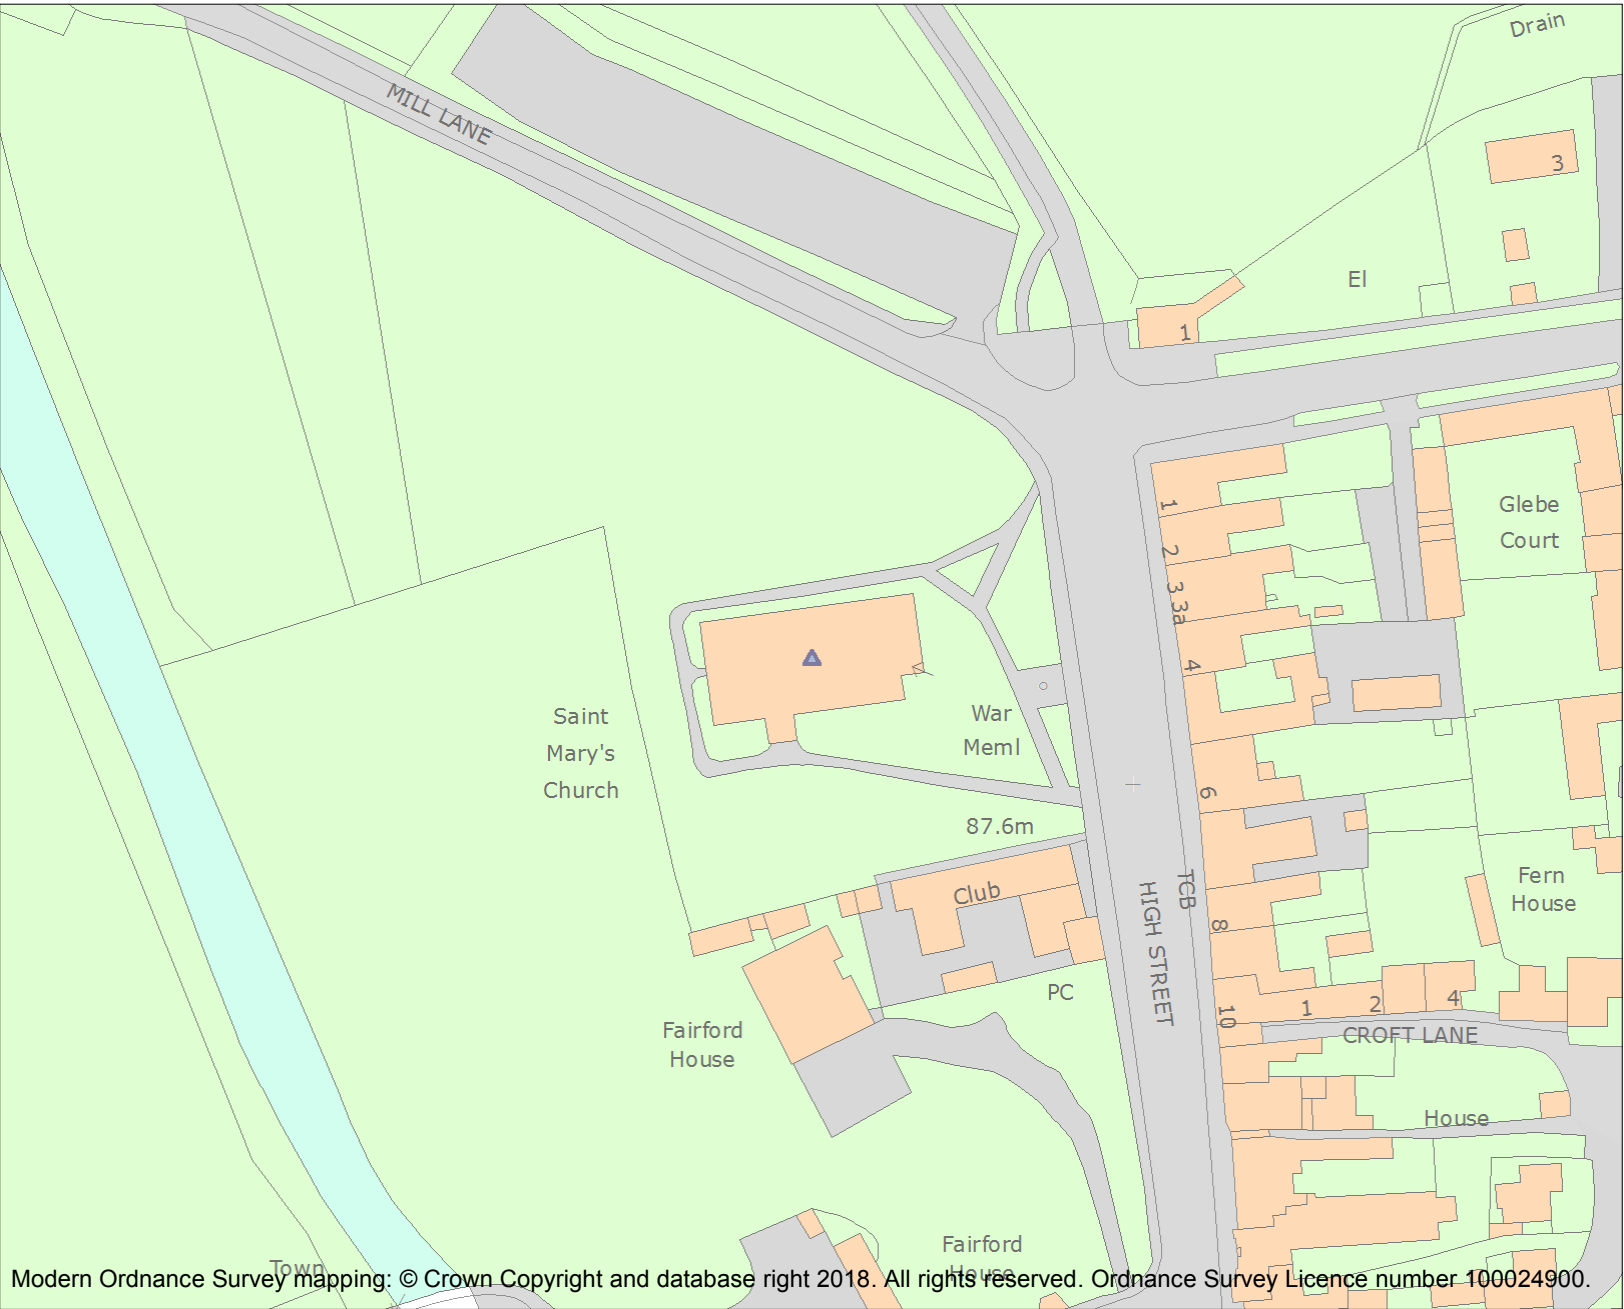 Drain
MILL LANE
3
El
1
Glebe
Court
1
2
3
3a
4
Saint
Mary's
Church
War
Meml
6
87.6m
Club
TCB
HIGH STREET
Fern
House
8
PC
10
1
2
4
CROFT LANE
Fairford
House
House
Fairford
House
Town
Modern Ordnance Survey mapping: © Crown Copyright and database right 2018. All rights reserved. Ordnance Survey Licence number 100024900.